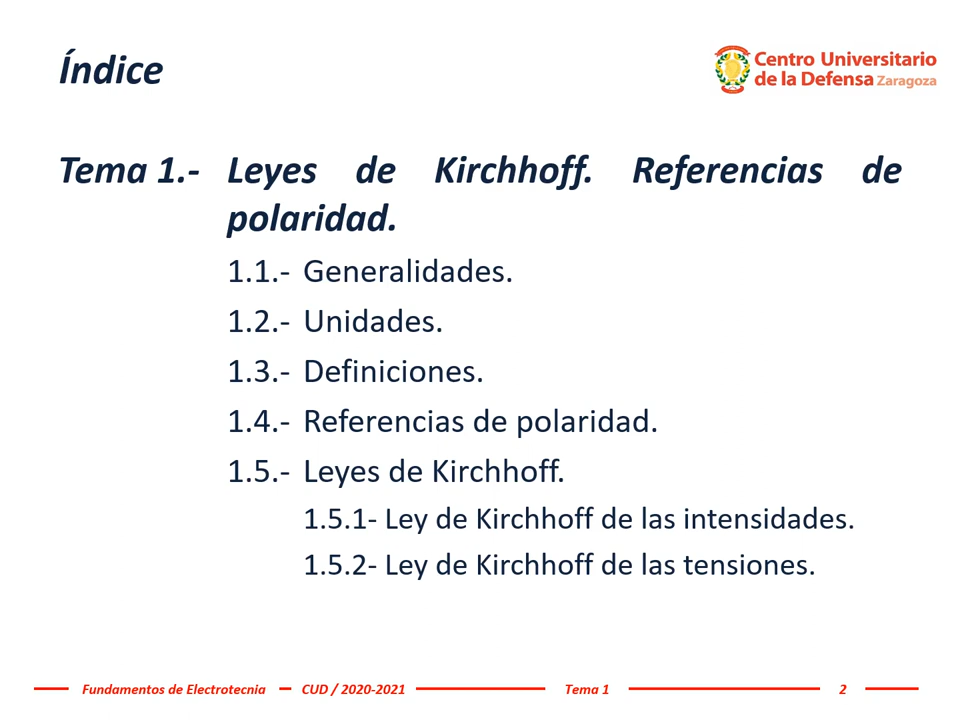 Índice
Centro Universitario
de la Defensa Zaragoza
Tema 1.- Leyes de Kirchhoff. Referencias de
polaridad.
1.1.- Generalidades.
1.2.- Unidades.
1.3.- Definiciones.
1.4.- Referencias de polaridad.
1.5.- Leyes de Kirchhoff.
1.5.1- Ley de Kirchhoff de las intensidades.
1.5.2- Ley de Kirchhoff de las tensiones.
Fundamentos de Electrotecnia CUD / 2020-2021 Tema 1 2